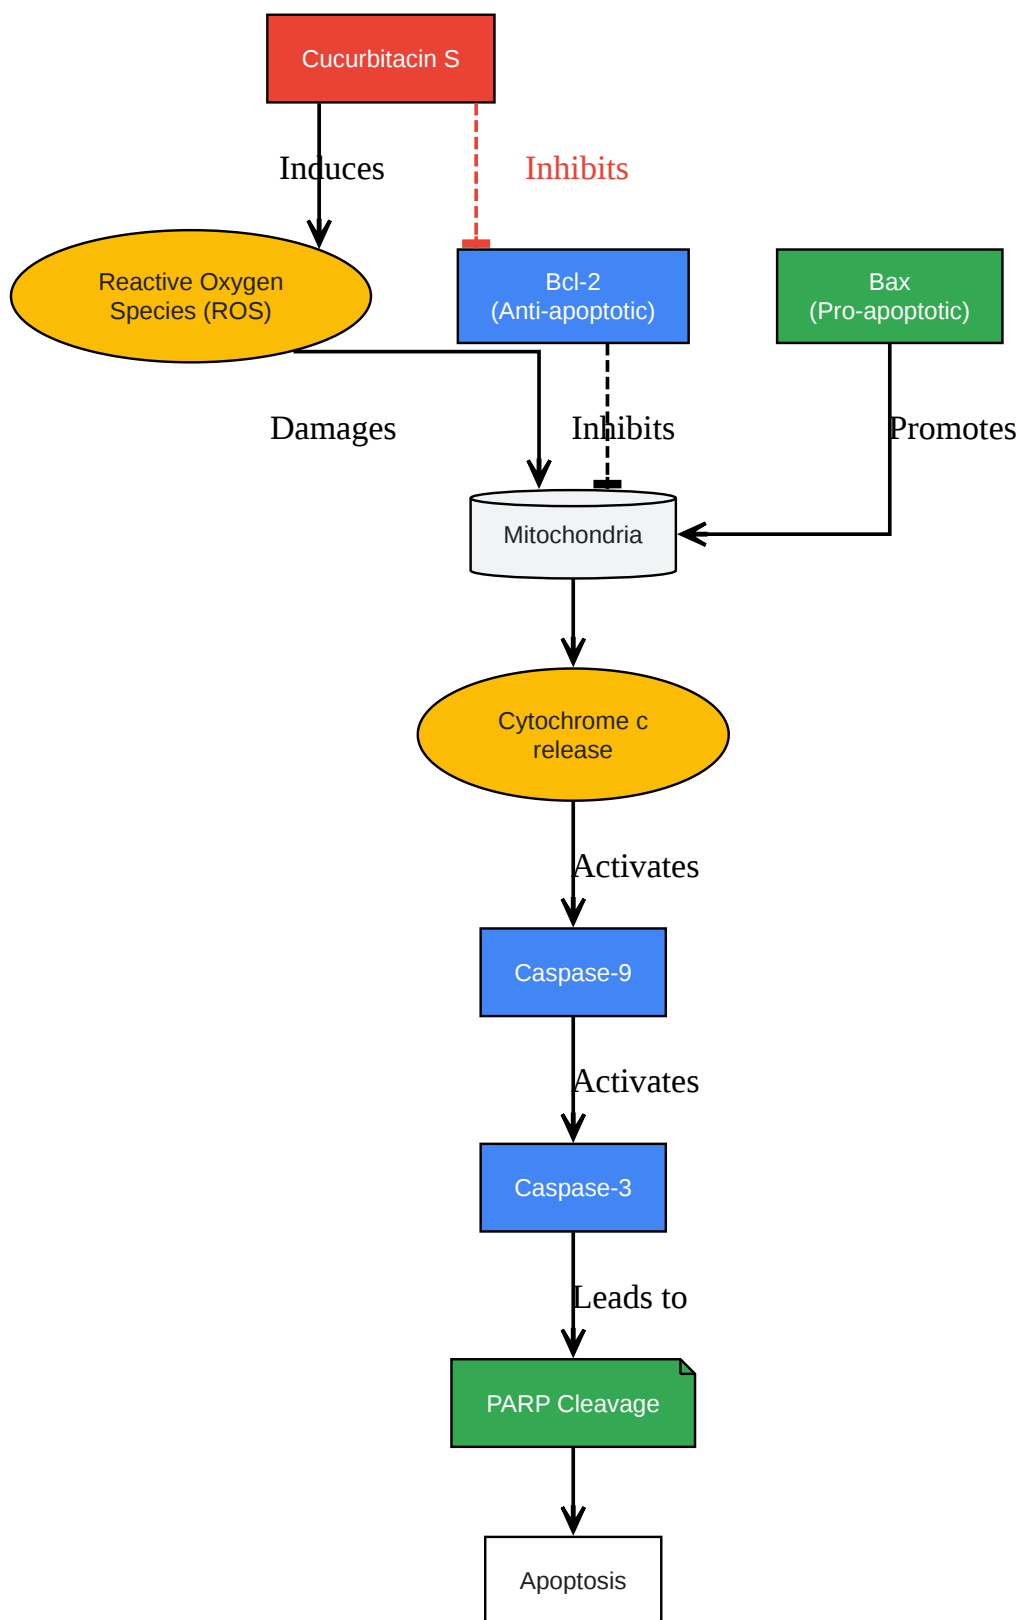 Cucurbitacin S
Induces
Inhibits
Reactive Oxygen
Species (ROS)
Bcl-2
(Anti-apoptotic)
Bax
(Pro-apoptotic)
Damages
Inhibits
Promotes
Mitochondria
Cytochrome c
release
Activates
Caspase-9
Activates
Caspase-3
Leads to
PARP Cleavage
Apoptosis